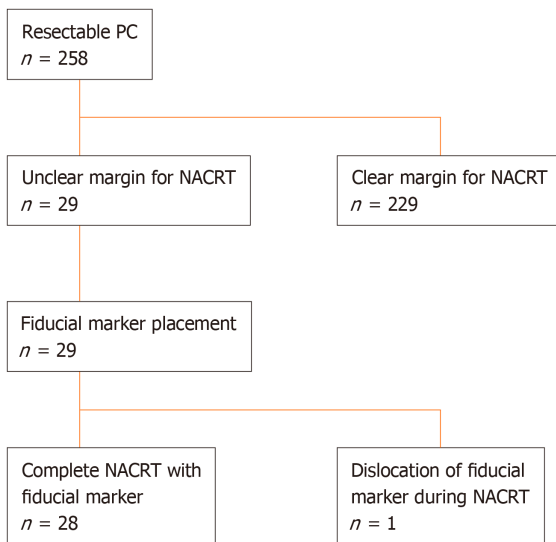 Resectable PC
n = 258
Unclear margin for NACRT
n = 29
Clear margin for NACRT
n = 229
Fiducial marker placement
n = 29
Complete NACRT with
fiducial marker
n = 28
Dislocation of fiducial
marker during NACRT
n = 1